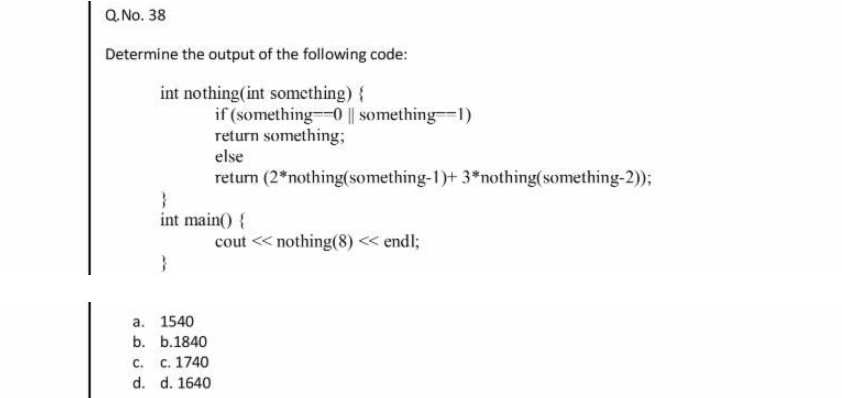 Q.No. 38
Determine the output of the following code:
int nothing(int something) {
if (something==0 || something==1)
return something;
else
return (2*nothing(something-1)+ 3*nothing(something-2));
}
int main() {
cout << nothing(8) << endl;
}
a. 1540
b. b.1840
c. c. 1740
d. d. 1640